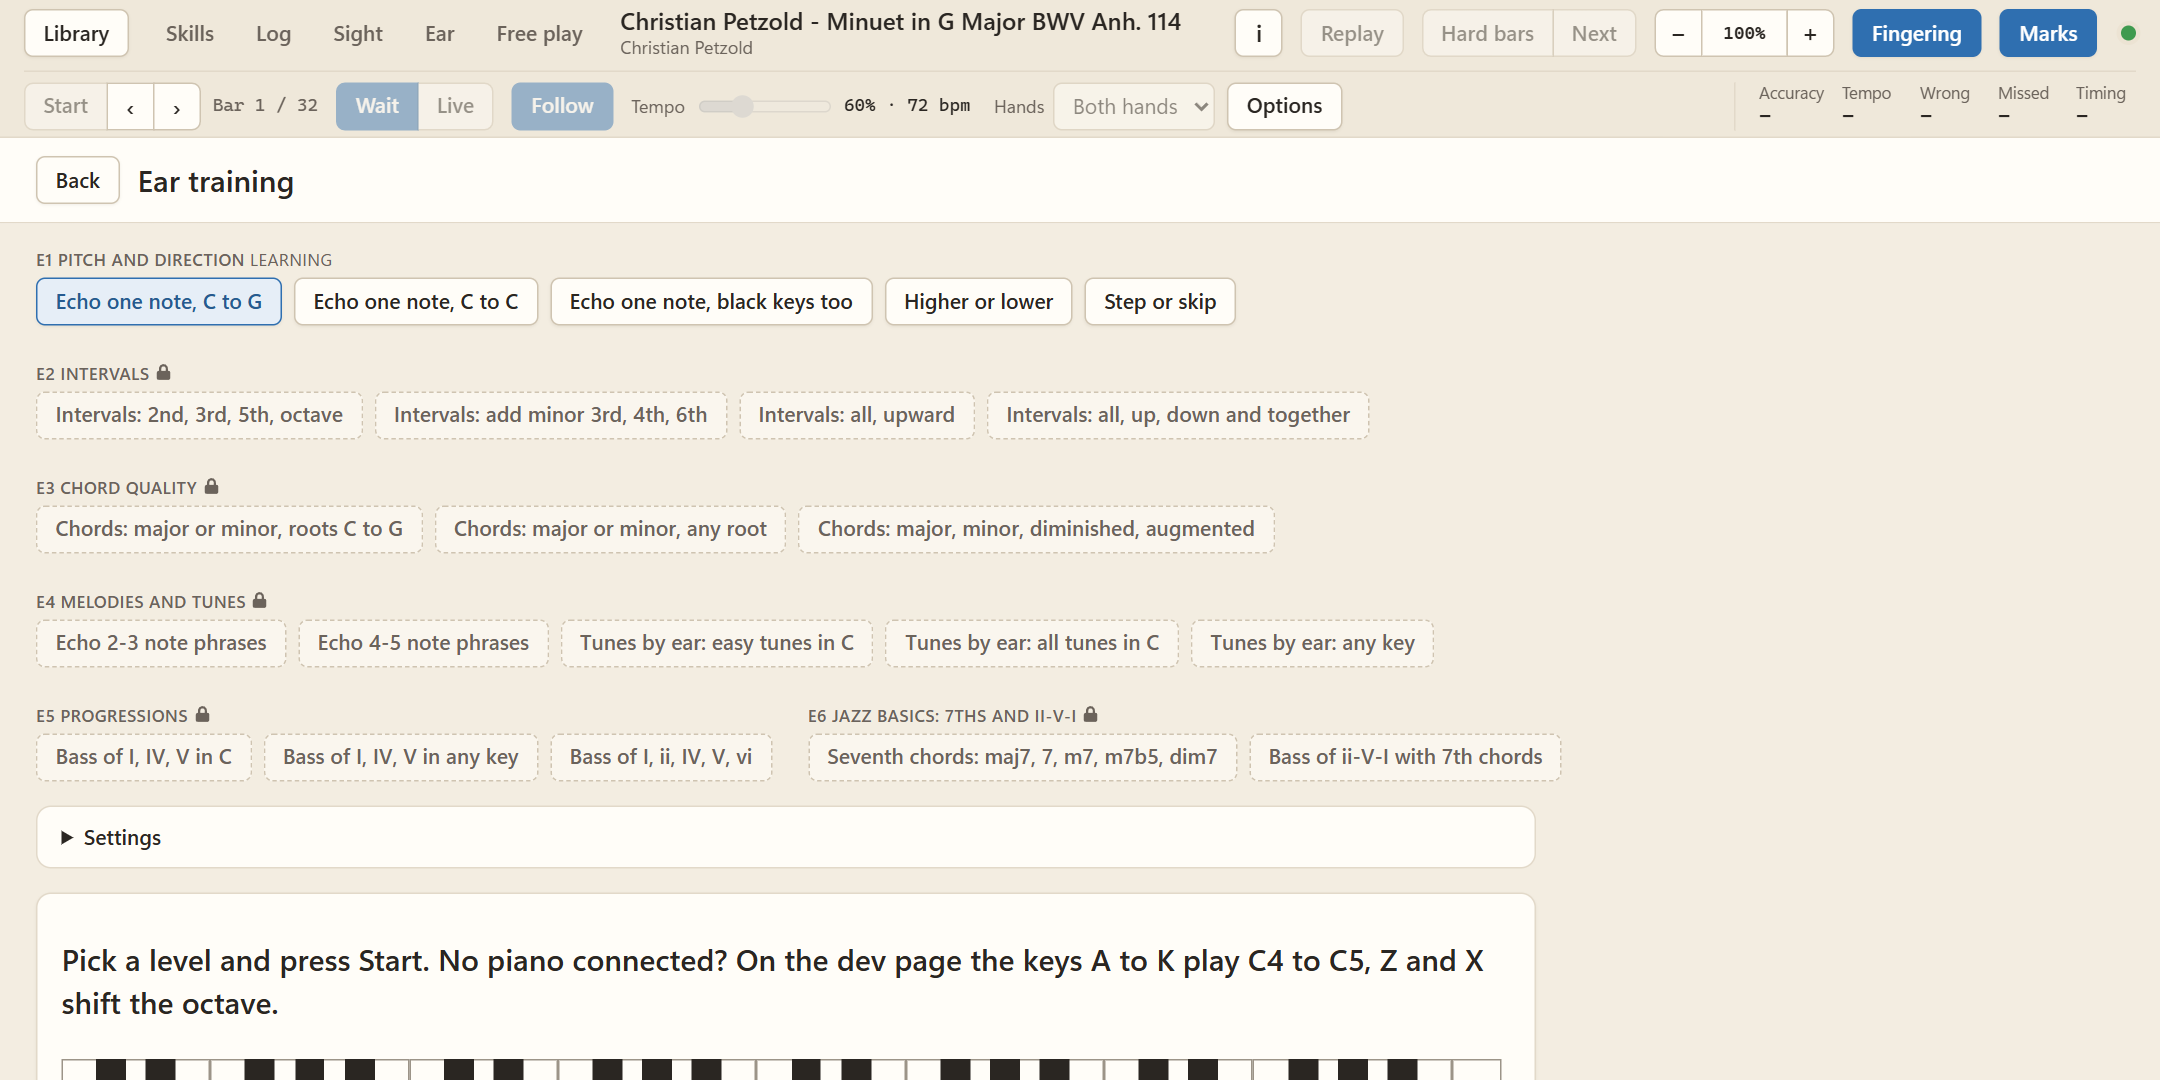 Library Skills Log Sight Ear Free play Christian Petzold - Minuet in G Major BWV Anh. 114 i Replay Hard bars Next − 100% + Fingering Marks
Christian Petzold
Start ‹ › Bar 1 / 32 Wait Live Follow Tempo 60% · 72 bpm Hands Both hands Options Accuracy Tempo Wrong Missed Timing
– – – – –
Back Ear training
E1 PITCH AND DIRECTION LEARNING
Echo one note, C to G Echo one note, C to C Echo one note, black keys too Higher or lower Step or skip
E2 INTERVALS
Intervals: 2nd, 3rd, 5th, octave Intervals: add minor 3rd, 4th, 6th Intervals: all, upward Intervals: all, up, down and together
E3 CHORD QUALITY
Chords: major or minor, roots C to G Chords: major or minor, any root Chords: major, minor, diminished, augmented
E4 MELODIES AND TUNES
Echo 2-3 note phrases Echo 4-5 note phrases Tunes by ear: easy tunes in C Tunes by ear: all tunes in C Tunes by ear: any key
E5 PROGRESSIONS E6 JAZZ BASICS: 7THS AND II-V-I
Bass of I, IV, V in C Bass of I, IV, V in any key Bass of I, ii, IV, V, vi Seventh chords: maj7, 7, m7, m7b5, dim7 Bass of ii-V-I with 7th chords
Settings
Pick a level and press Start. No piano connected? On the dev page the keys A to K play C4 to C5, Z and X
shift the octave.